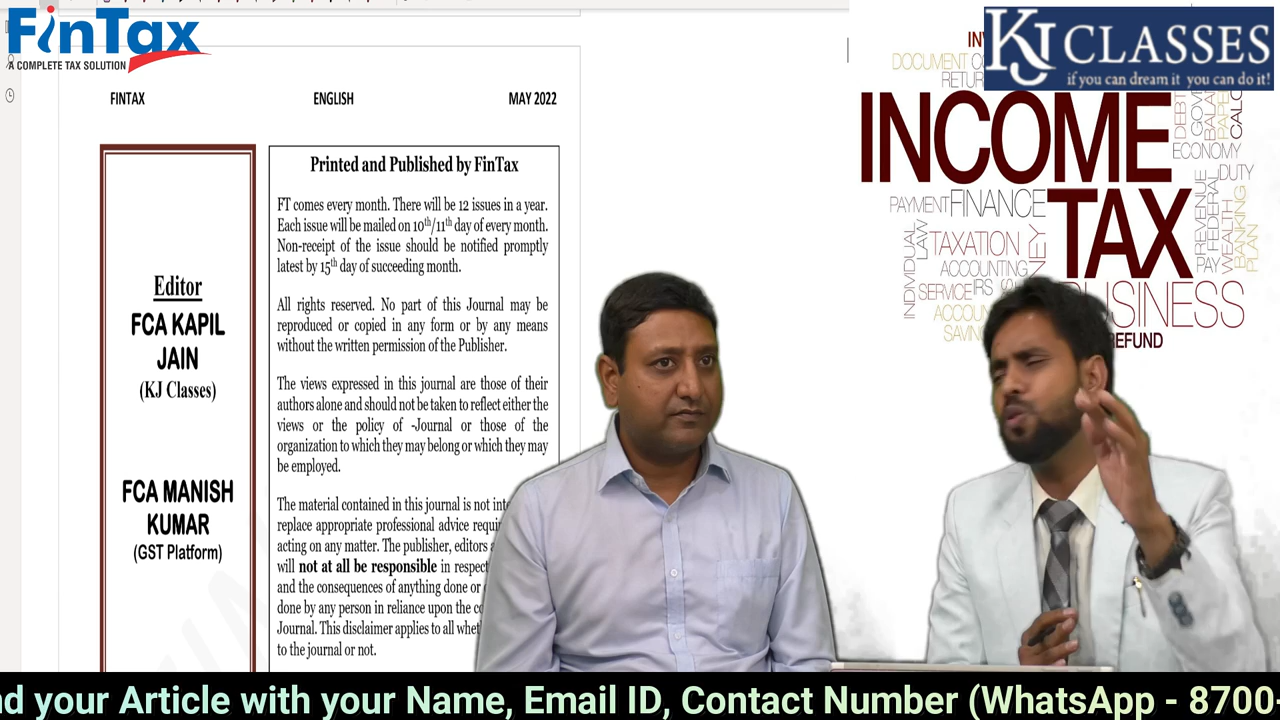 FinTax
A COMPLETE TAX SOLUTION
KJ CLASSES
if you can dream it you can do it!
FINTAX ENGLISH MAY 2022
Editor
FCA KAPIL
JAIN
(KJ Classes)
FCA MANISH
KUMAR
(GST Platform)
Printed and Published by FinTax
FT comes every month. There will be 12 issues in a year.
Each issue will be mailed on 10th/11th day of every month.
Non-receipt of the issue should be notified promptly
latest by 15th day of succeeding month.
All rights reserved. No part of this Journal may be
reproduced or copied in any form or by any means
without the written permission of the Publisher.
The views expressed in this journal are those of their
authors alone and should not be taken to reflect either the
views or the policy of -Journal or those of the
organization to which they may belong or which they may
be employed.
The material contained in this journal is not
replace appropriate professional advice
acting on any matter. The publisher, editors
will not at all be responsible in respect
and the consequences of anything done or
done by any person in reliance upon the
Journal. This disclaimer applies to all
to the journal or not.
DOCUMENT
INCOME
TAX
PAYMENT FINANCE
ECONOMY
DUTY
INDIVIDUAL
LAW
TAXATION
ACCOUNTING
SERVICE IRS
REVENUE
FEDERAL
PAY
WEALTH
BANKING
PLAN
BUSINESS
REFUND
your Article with your Name, Email ID, Contact Number (WhatsApp - 8700